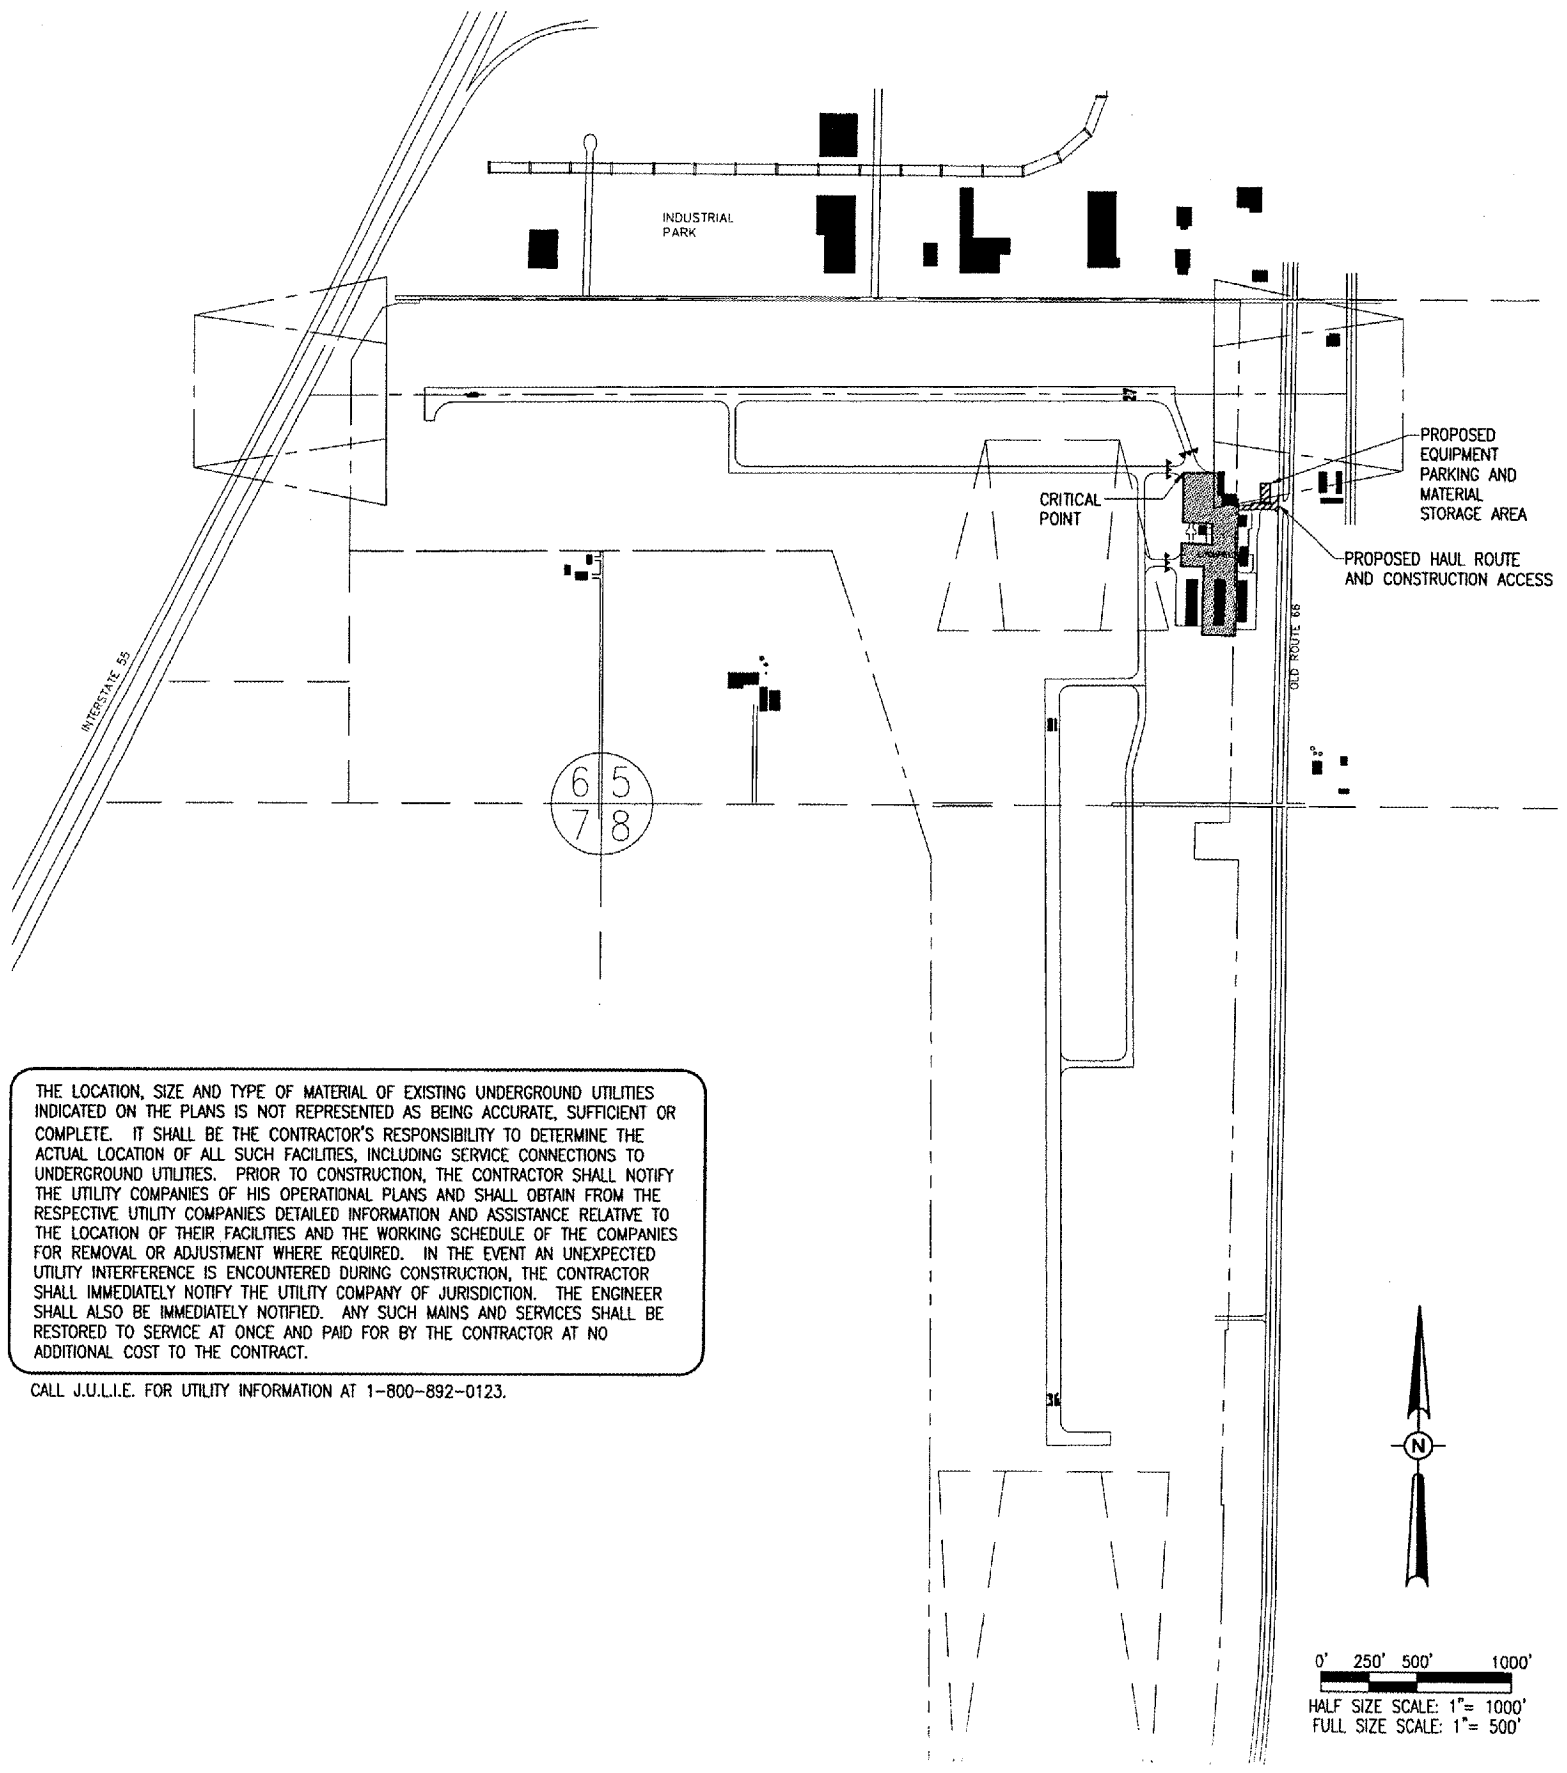 INDUSTRIAL
PARK
27
PROPOSED
EQUIPMENT
PARKING AND
MATERIAL
STORAGE AREA
CRITICAL
POINT
PROPOSED HAUL ROUTE
AND CONSTRUCTION ACCESS
OLD ROUTE 66
INTERSTATE 55
6 5
7 8
THE LOCATION, SIZE AND TYPE OF MATERIAL OF EXISTING UNDERGROUND UTILITIES
INDICATED ON THE PLANS IS NOT REPRESENTED AS BEING ACCURATE, SUFFICIENT OR
COMPLETE. IT SHALL BE THE CONTRACTOR'S RESPONSIBILITY TO DETERMINE THE
ACTUAL LOCATION OF ALL SUCH FACILITIES, INCLUDING SERVICE CONNECTIONS TO
UNDERGROUND UTILITIES. PRIOR TO CONSTRUCTION, THE CONTRACTOR SHALL NOTIFY
THE UTILITY COMPANIES OF HIS OPERATIONAL PLANS AND SHALL OBTAIN FROM THE
RESPECTIVE UTILITY COMPANIES DETAILED INFORMATION AND ASSISTANCE RELATIVE TO
THE LOCATION OF THEIR FACILITIES AND THE WORKING SCHEDULE OF THE COMPANIES
FOR REMOVAL OR ADJUSTMENT WHERE REQUIRED. IN THE EVENT AN UNEXPECTED
UTILITY INTERFERENCE IS ENCOUNTERED DURING CONSTRUCTION, THE CONTRACTOR
SHALL IMMEDIATELY NOTIFY THE UTILITY COMPANY OF JURISDICTION. THE ENGINEER
SHALL ALSO BE IMMEDIATELY NOTIFIED. ANY SUCH MAINS AND SERVICES SHALL BE
RESTORED TO SERVICE AT ONCE AND PAID FOR BY THE CONTRACTOR AT NO
ADDITIONAL COST TO THE CONTRACT.
CALL J.U.L.I.E. FOR UTILITY INFORMATION AT 1-800-892-0123.
36
N
0' 250' 500' 1000'
HALF SIZE SCALE: 1"= 1000'
FULL SIZE SCALE: 1"= 500'